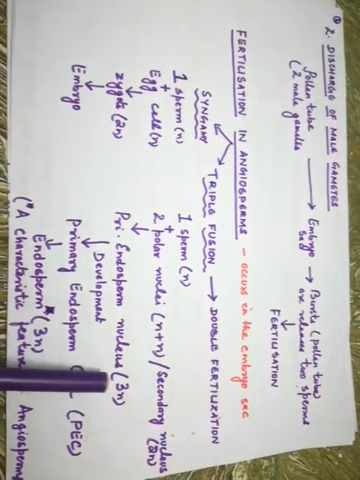 2. DISCHARGE OF MALE GAMETES
Pollen tube → Embryo sac → Bursts (pollen tube)
(2 male gametes) are releases two sperms
↓
FERTILISATION
FERTILISATION IN ANGIOSPERMS - occurs in the embryo sac
SYNGAMY TRIPLE FUSION → DOUBLE FERTILIZATION
1 sperm (n) 1 sperm (n)
+ +
Egg cell (n) 2 polar nuclei (n+n) / Secondary nucleus (2n)
↓ ↓
zygote (2n) Pri. Endosperm nucleus (3n)
↓ ↓ Development
Embryo Primary Endosperm (PEC)
↓
Endosperm* (3n)
(*A characteristic feature Angiosperms